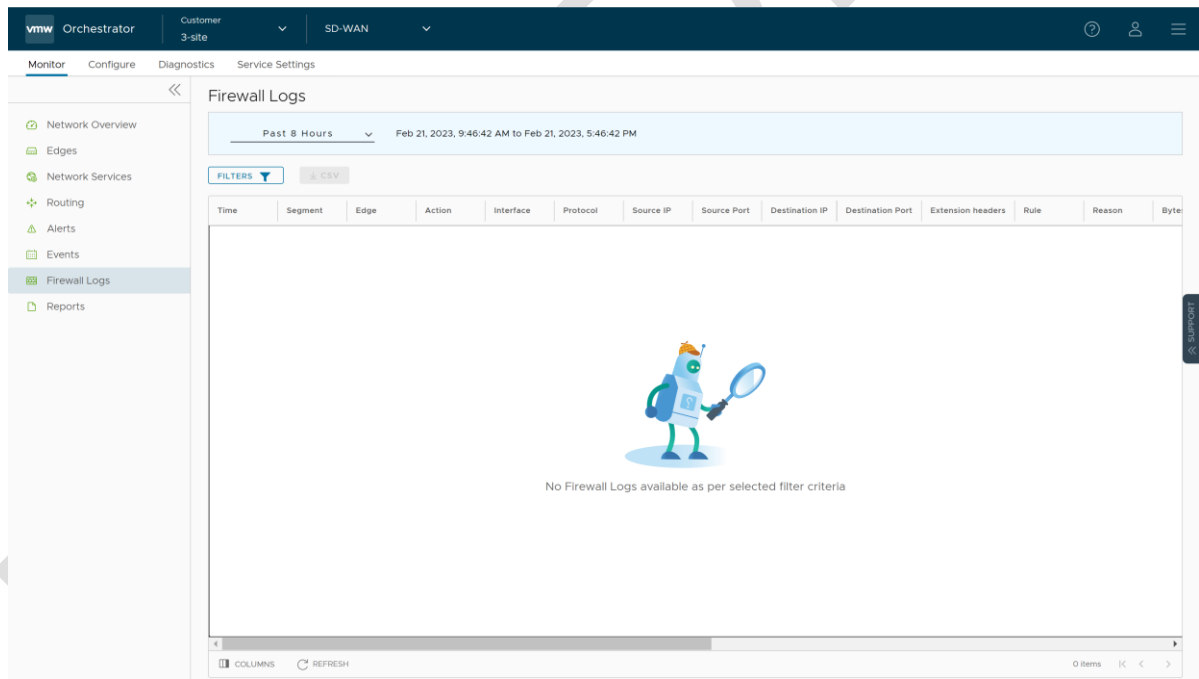 vmw Orchestrator
Customer
3-site
SD-WAN
Monitor Configure Diagnostics Service Settings
Network Overview
Edges
Network Services
Routing
Alerts
Events
Firewall Logs
Reports
Firewall Logs
Past 8 Hours Feb 21, 2023, 9:46:42 AM to Feb 21, 2023, 5:46:42 PM
FILTERS CSV
Time Segment Edge Action Interface Protocol Source IP Source Port Destination IP Destination Port Extension headers Rule Reason Bytes
No Firewall Logs available as per selected filter criteria
COLUMNS REFRESH 0 items
SUPPORT